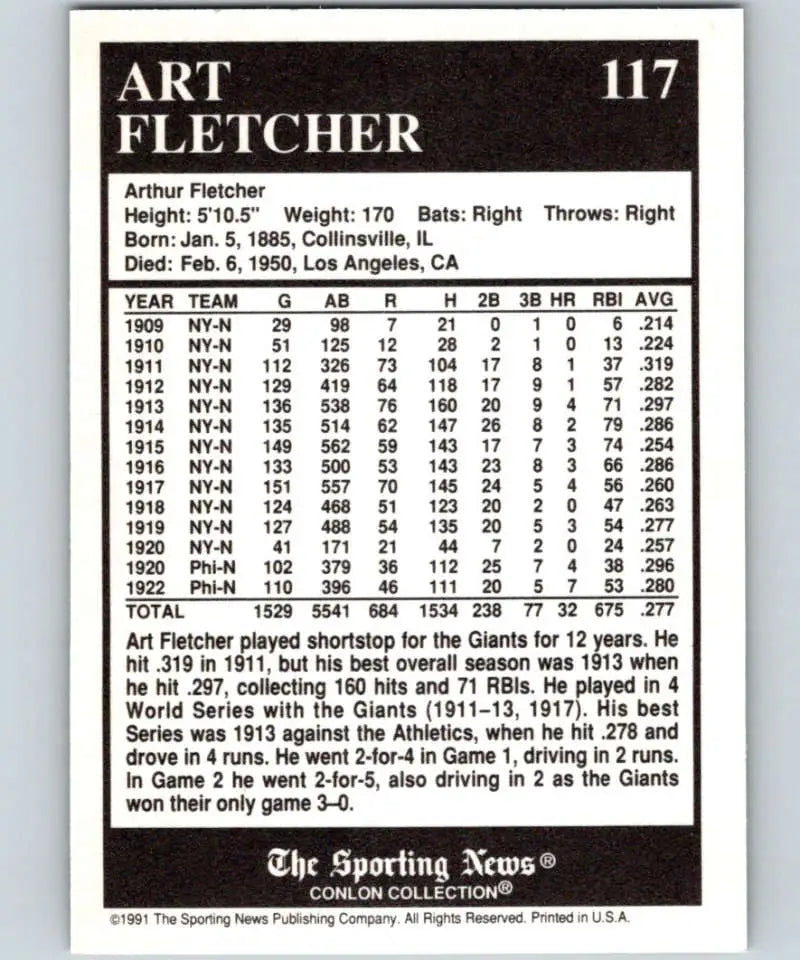 ART 117
FLETCHER
Arthur Fletcher
Height: 5'10.5" Weight: 170 Bats: Right Throws: Right
Born: Jan. 5, 1885, Collinsville, IL
Died: Feb. 6, 1950, Los Angeles, CA
YEAR TEAM G AB R H 2B 3B HR RBI AVG
1909 NY-N 29 98 7 21 0 1 0 6 .214
1910 NY-N 51 125 12 28 2 1 0 13 .224
1911 NY-N 112 326 73 104 17 8 1 37 .319
1912 NY-N 129 419 64 118 17 9 1 57 .282
1913 NY-N 136 538 76 160 20 9 4 71 .297
1914 NY-N 135 514 62 147 26 8 2 79 .286
1915 NY-N 149 562 59 143 17 7 3 74 .254
1916 NY-N 133 500 53 143 23 8 3 66 .286
1917 NY-N 151 557 70 145 24 5 4 56 .260
1918 NY-N 124 468 51 123 20 2 0 47 .263
1919 NY-N 127 488 54 135 20 5 3 54 .277
1920 NY-N 41 171 21 44 7 2 0 24 .257
1920 Phi-N 102 379 36 112 25 7 4 38 .296
1922 Phi-N 110 396 46 111 20 5 7 53 .280
TOTAL 1529 5541 684 1534 238 77 32 675 .277
Art Fletcher played shortstop for the Giants for 12 years. He
hit .319 in 1911, but his best overall season was 1913 when
he hit .297, collecting 160 hits and 71 RBIs. He played in 4
World Series with the Giants (1911–13, 1917). His best
Series was 1913 against the Athletics, when he hit .278 and
drove in 4 runs. He went 2-for-4 in Game 1, driving in 2 runs.
In Game 2 he went 2-for-5, also driving in 2 as the Giants
won their only game 3–0.
The Sporting News®
CONLON COLLECTION®
©1991 The Sporting News Publishing Company. All Rights Reserved. Printed in U.S.A.